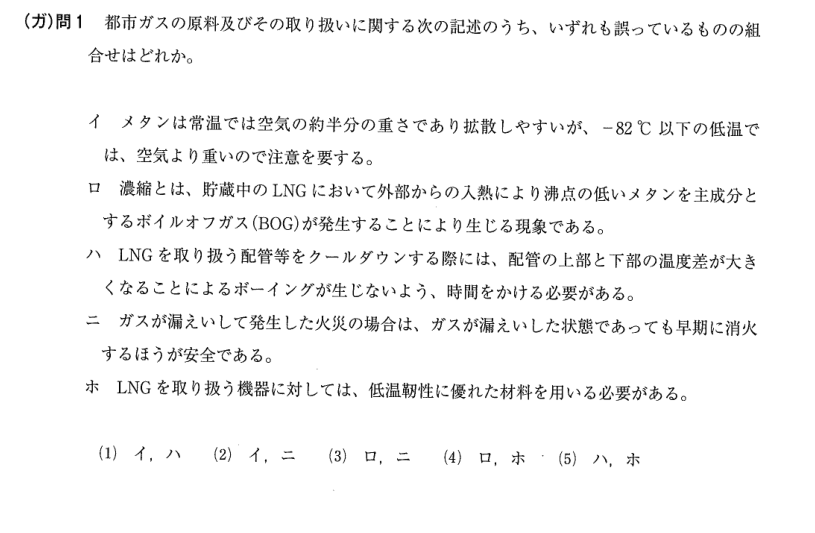 (ガ)問1 都市ガスの原料及びその取り扱いに関する次の記述のうち、いずれも誤っているものの組
合せはどれか。
イ メタンは常温では空気の約半分の重さであり拡散しやすいが、－82 ℃ 以下の低温で
は、空気より重いので注意を要する。
ロ 濃縮とは、貯蔵中の LNG において外部からの入熱により沸点の低いメタンを主成分と
するボイルオフガス(BOG)が発生することにより生じる現象である。
ハ LNG を取り扱う配管等をクールダウンする際には、配管の上部と下部の温度差が大き
くなることによるボーイングが生じないよう、時間をかける必要がある。
ニ ガスが漏えいして発生した火災の場合は、ガスが漏えいした状態であっても早期に消火
するほうが安全である。
ホ LNG を取り扱う機器に対しては、低温靭性に優れた材料を用いる必要がある。
(1) イ, ハ (2) イ, ニ (3) ロ, ニ (4) ロ, ホ (5) ハ, ホ